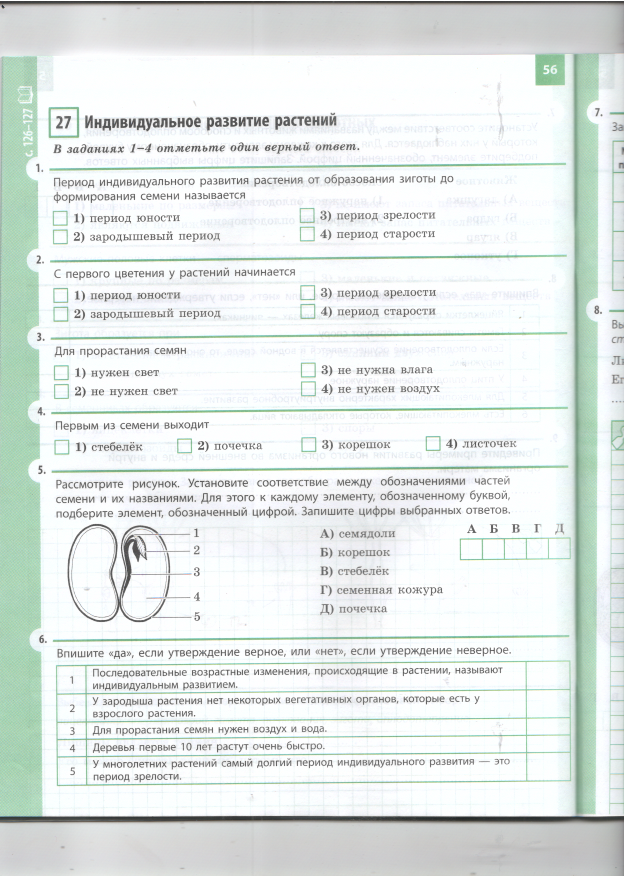 56
с. 126–127
27 Индивидуальное развитие растений
В заданиях 1–4 отметьте один верный ответ.
1.
Период индивидуального развития растения от образования зиготы до
формирования семени называется
1) период юности
3) период зрелости
2) зародышевый период
4) период старости
2.
С первого цветения у растений начинается
1) период юности
3) период зрелости
2) зародышевый период
4) период старости
3.
Для прорастания семян
1) нужен свет
3) не нужна влага
2) не нужен свет
4) не нужен воздух
4.
Первым из семени выходит
1) стебелёк 2) почечка 3) корешок 4) листочек
5.
Рассмотрите рисунок. Установите соответствие между обозначениями частей
семени и их названиями. Для этого к каждому элементу, обозначенному буквой,
подберите элемент, обозначенный цифрой. Запишите цифры выбранных ответов.
1
2
3
4
5
А) семядоли
Б) корешок
В) стебелёк
Г) семенная кожура
Д) почечка
А Б В Г Д
6.
Впишите «да», если утверждение верное, или «нет», если утверждение неверное.
1 Последовательные возрастные изменения, происходящие в растении, называют
индивидуальным развитием.
2 У зародыша растения нет некоторых вегетативных органов, которые есть у
взрослого растения.
3 Для прорастания семян нужен воздух и вода.
4 Деревья первые 10 лет растут очень быстро.
5 У многолетних растений самый долгий период индивидуального развития — это
период зрелости.
7.
8.